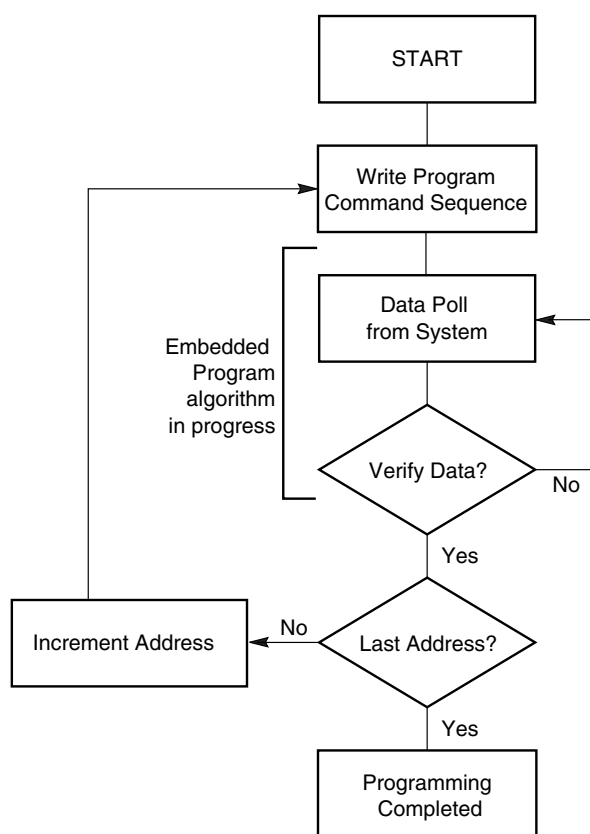 START
Write Program
Command Sequence
Data Poll
from System
Embedded
Program
algorithm
in progress
Verify Data?
No
Yes
Increment Address
No
Last Address?
Yes
Programming
Completed